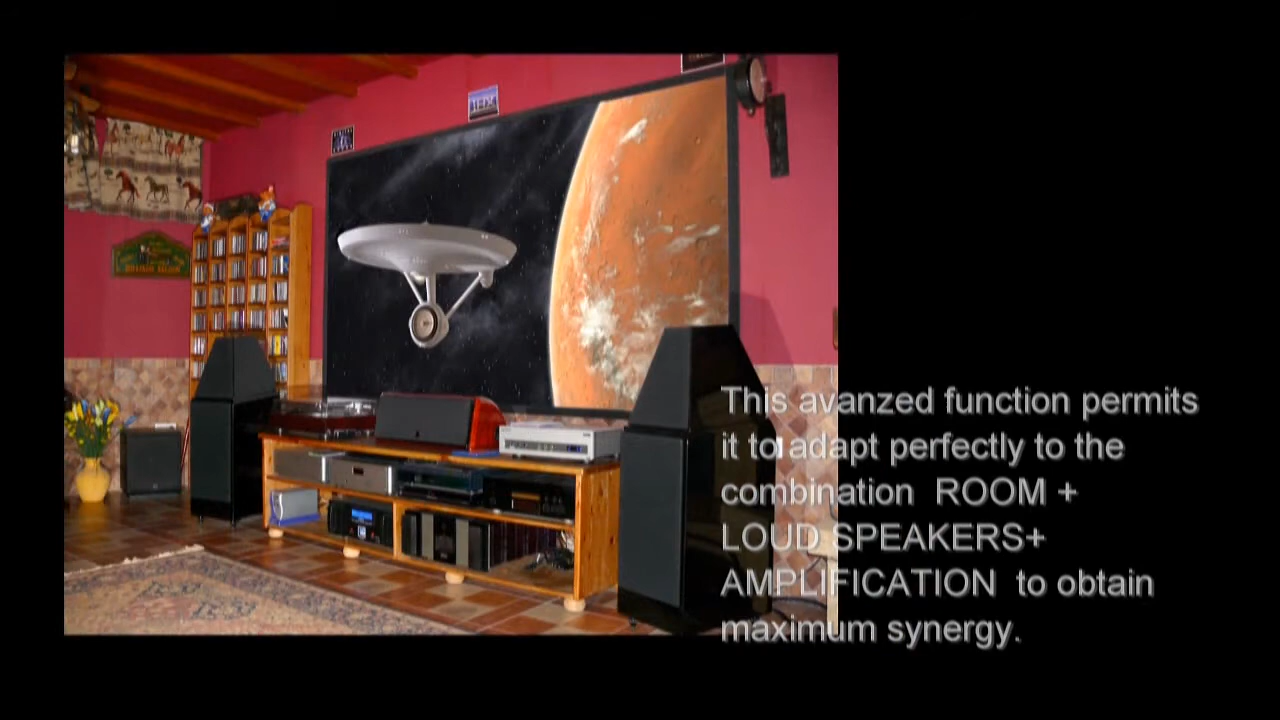 This avanzed function permits
it to adapt perfectly to the
combination  ROOM +
LOUD SPEAKERS+
AMPLIFICATION  to obtain
maximum synergy.